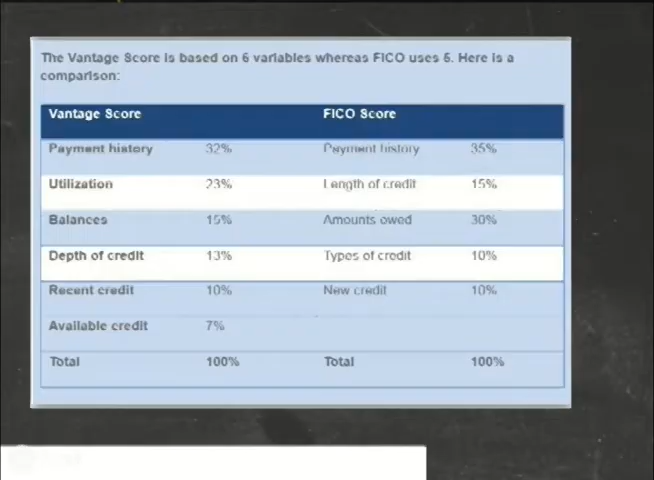 The Vantage Score is based on 6 variables whereas FICO uses 5. Here is a
comparison:
Vantage Score FICO Score
Payment history 32% Payment history 35%
Utilization 23% Length of credit 15%
Balances 15% Amounts owed 30%
Depth of credit 13% Types of credit 10%
Recent credit 10% New credit 10%
Available credit 7%
Total 100% Total 100%